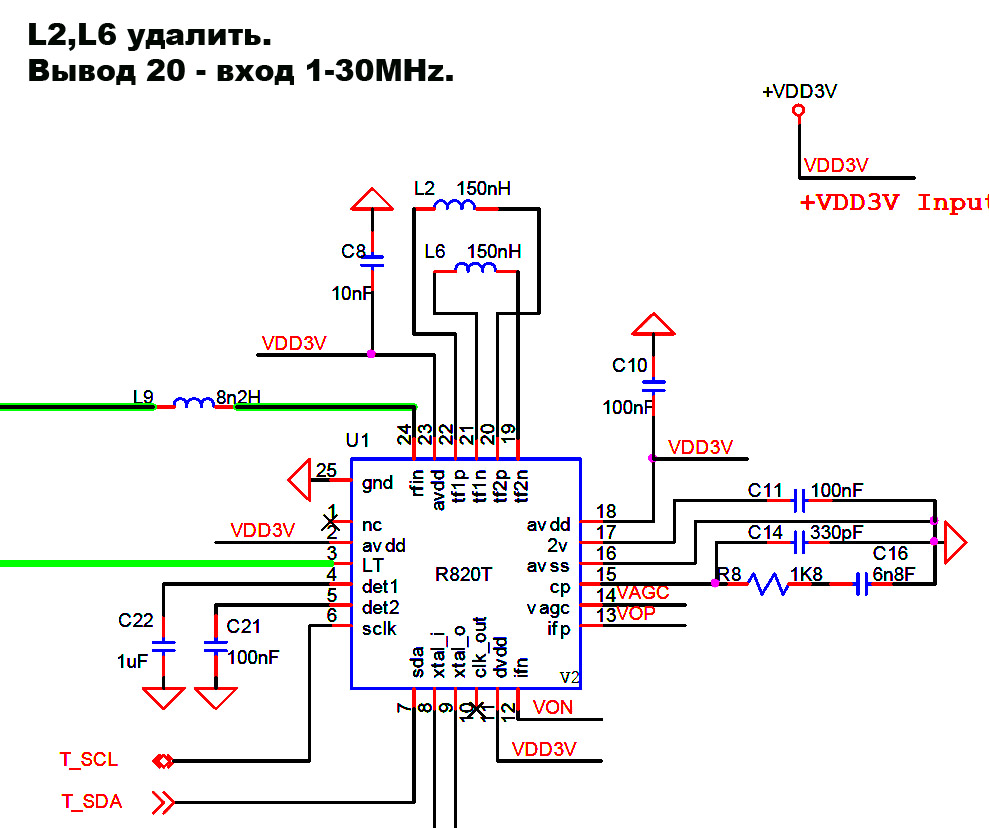 L2,L6 удалить.
Вывод 20 - вход 1-30MHz.
+VDD3V
VDD3V
+VDD3V Input
L2 150nH
L6 150nH
C8
10nF
VDD3V
C10
100nF
L9 8n2H
VDD3V
U1
24 23 22 21 20 19
rfin avdd tf1p tf1n tf2p tf2n
25 gnd
1 nc
VDD3V 2 avdd
3 LT
4 det1
5 det2
6 sclk
R820T
avdd 18
2v 17
avss 16
cp 15
vagc 14 VAGC
ifp 13 VOP
C11 100nF
C14 330pF
C16
R8 1K8 6n8F
C22
1uF
C21
100nF
sda xtal_i xtal_o clk_out dvdd ifn
V2
7 8 9 10 11 12
VON
VDD3V
T_SCL
T_SDA